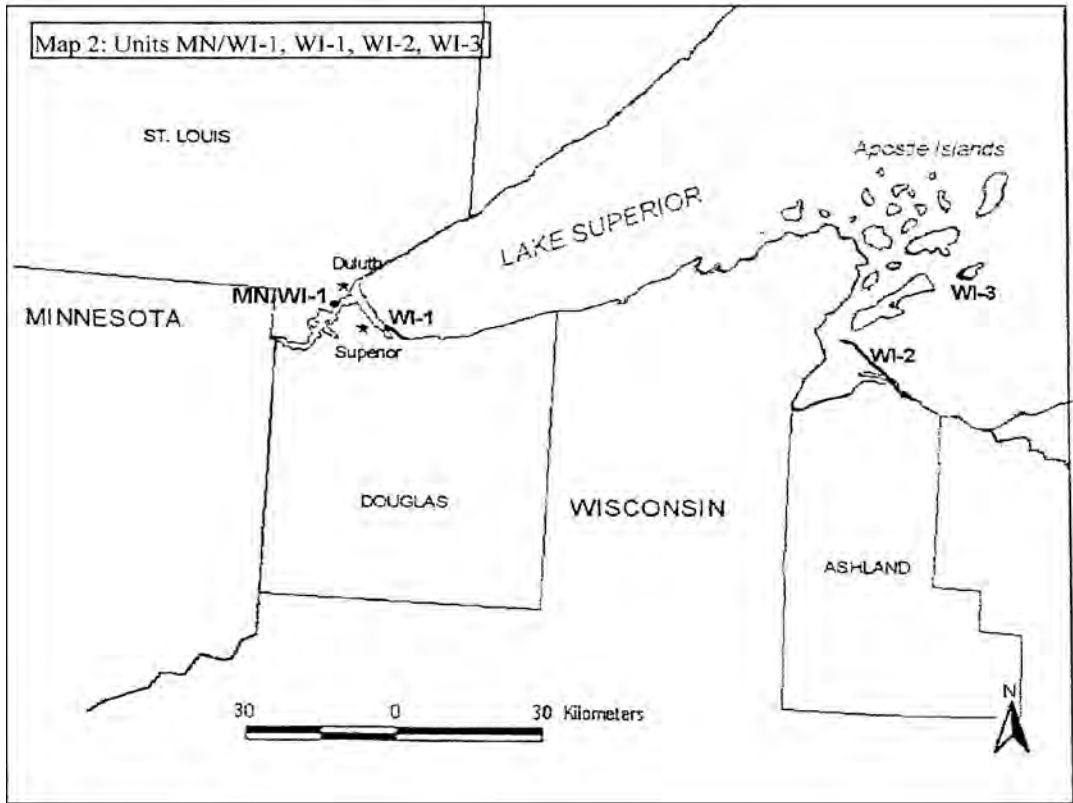 Map 2: Units MN/WI-1, WI-1, WI-2, WI-3
ST. LOUIS
Apostle Islands
LAKE SUPERIOR
Duluth
MN/WI-1
WI-3
MINNESOTA
WI-1
Superior
WI-2
DOUGLAS
WISCONSIN
ASHLAND
N
30 0 30 Kilometers